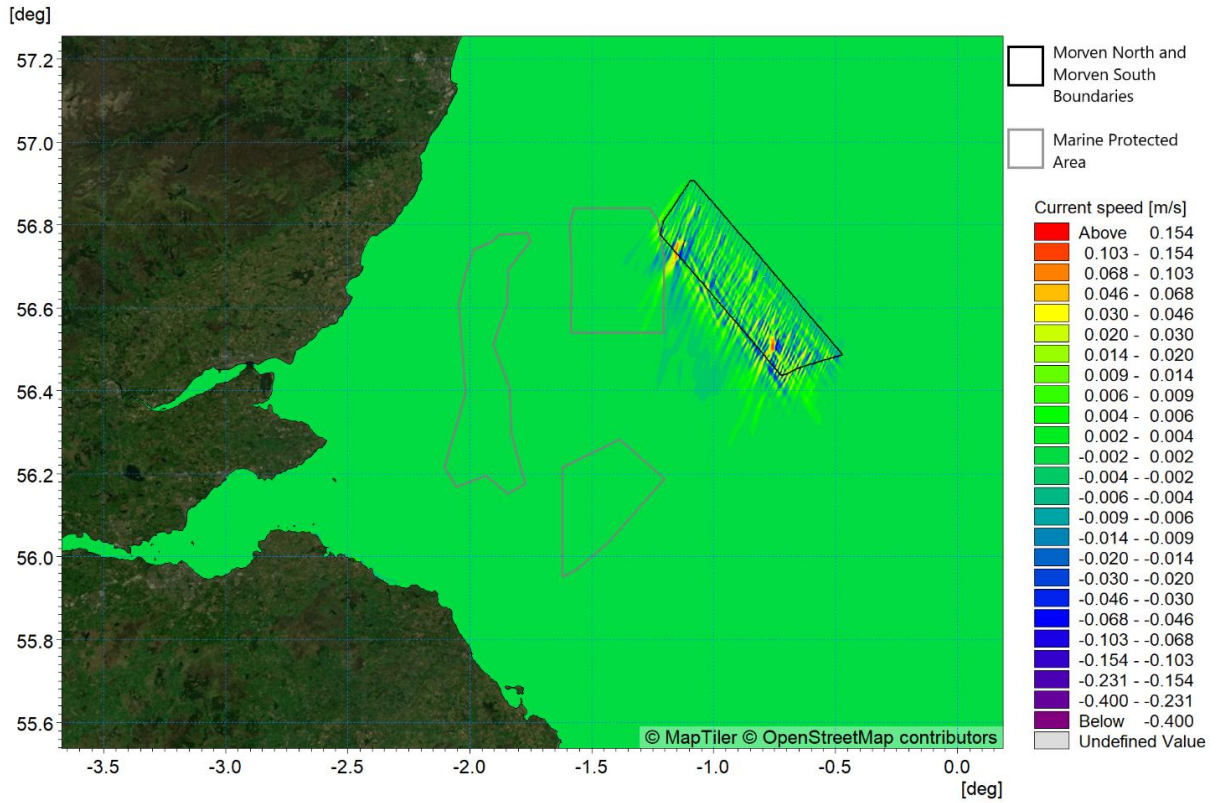 [deg]
57.2
57.0
56.8
56.6
56.4
56.2
56.0
55.8
55.6
-3.5 -3.0 -2.5 -2.0 -1.5 -1.0 -0.5 0.0
[deg]
© MapTiler © OpenStreetMap contributors
Morven North and
Morven South
Boundaries
Marine Protected
Area
Current speed [m/s]
Above 0.154
0.103 - 0.154
0.068 - 0.103
0.046 - 0.068
0.030 - 0.046
0.020 - 0.030
0.014 - 0.020
0.009 - 0.014
0.006 - 0.009
0.004 - 0.006
0.002 - 0.004
-0.002 - 0.002
-0.004 - -0.002
-0.006 - -0.004
-0.009 - -0.006
-0.014 - -0.009
-0.020 - -0.014
-0.030 - -0.020
-0.046 - -0.030
-0.068 - -0.046
-0.103 - -0.068
-0.154 - -0.103
-0.231 - -0.154
-0.400 - -0.231
Below -0.400
Undefined Value